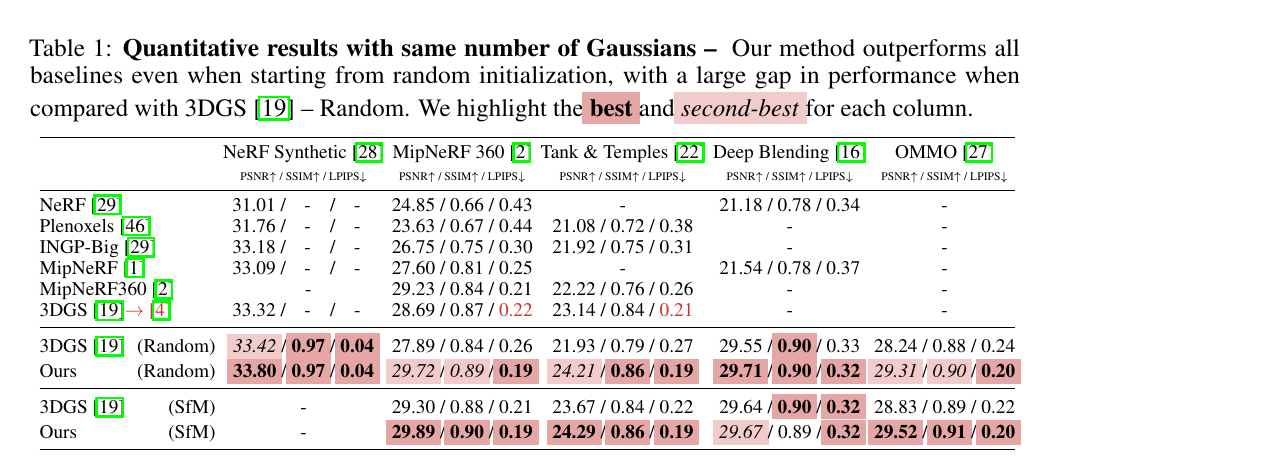 Table 1: Quantitative results with same number of Gaussians – Our method outperforms all
baselines even when starting from random initialization, with a large gap in performance when
compared with 3DGS [19] – Random. We highlight the best and second-best for each column.
NeRF Synthetic [28] MipNeRF 360 [2] Tank & Temples [22] Deep Blending [16] OMMO [27]
PSNR↑ / SSIM↑ / LPIPS↓ PSNR↑ / SSIM↑ / LPIPS↓ PSNR↑ / SSIM↑ / LPIPS↓ PSNR↑ / SSIM↑ / LPIPS↓ PSNR↑ / SSIM↑ / LPIPS↓
NeRF [29] 31.01 / - / - 24.85 / 0.66 / 0.43 - 21.18 / 0.78 / 0.34 -
Plenoxels [46] 31.76 / - / - 23.63 / 0.67 / 0.44 21.08 / 0.72 / 0.38 - -
INGP-Big [29] 33.18 / - / - 26.75 / 0.75 / 0.30 21.92 / 0.75 / 0.31 - -
MipNeRF [1] 33.09 / - / - 27.60 / 0.81 / 0.25 - 21.54 / 0.78 / 0.37 -
MipNeRF360 [2] - 29.23 / 0.84 / 0.21 22.22 / 0.76 / 0.26 - -
3DGS [19] → [4] 33.32 / - / - 28.69 / 0.87 / 0.22 23.14 / 0.84 / 0.21 - -
3DGS [19] (Random) 33.42 / 0.97 / 0.04 27.89 / 0.84 / 0.26 21.93 / 0.79 / 0.27 29.55 / 0.90 / 0.33 28.24 / 0.88 / 0.24
Ours (Random) 33.80 / 0.97 / 0.04 29.72 / 0.89 / 0.19 24.21 / 0.86 / 0.19 29.71 / 0.90 / 0.32 29.31 / 0.90 / 0.20
3DGS [19] (SfM) - 29.30 / 0.88 / 0.21 23.67 / 0.84 / 0.22 29.64 / 0.90 / 0.32 28.83 / 0.89 / 0.22
Ours (SfM) - 29.89 / 0.90 / 0.19 24.29 / 0.86 / 0.19 29.67 / 0.89 / 0.32 29.52 / 0.91 / 0.20